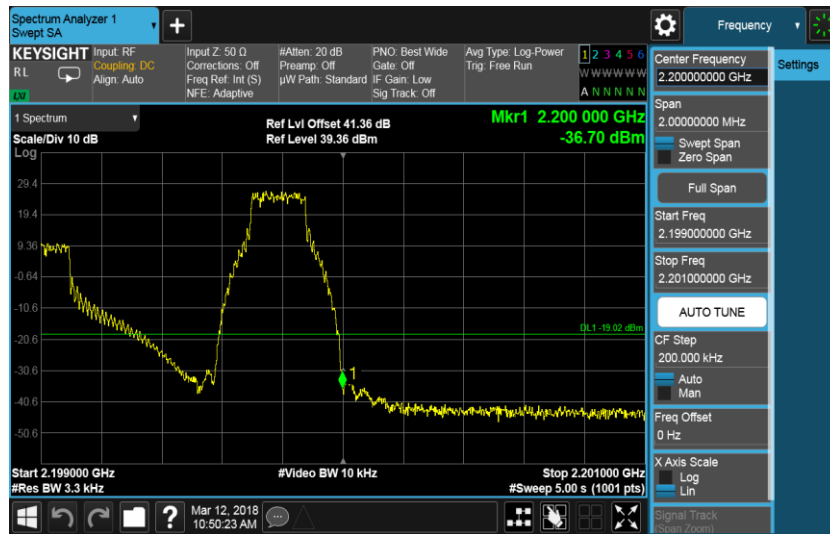 Spectrum Analyzer 1
Swept SA
+
Frequency
KEYSIGHT
RL
LXI
Input: RF
Coupling: DC
Align: Auto
Input Z: 50 Ω
Corrections: Off
Freq Ref: Int (S)
NFE: Adaptive
#Atten: 20 dB
Preamp: Off
µW Path: Standard
PNO: Best Wide
Gate: Off
IF Gain: Low
Sig Track: Off
Avg Type: Log-Power
Trig: Free Run
1 2 3 4 5 6
W W W W W W
A N N N N N
1 Spectrum
Scale/Div 10 dB
Log
Ref Lvl Offset 41.36 dB
Ref Level 39.36 dBm
Mkr1 2.200 000 GHz
-36.70 dBm
29.4
19.4
9.36
-0.64
-10.6
-20.6
-30.6
-40.6
-50.6
DL1 -19.02 dBm
1
Start 2.199000 GHz
#Res BW 3.3 kHz
#Video BW 10 kHz
Stop 2.201000 GHz
#Sweep 5.00 s (1001 pts)
?
Mar 12, 2018
10:50:23 AM
Center Frequency
2.200000000 GHz
Settings
Span
2.00000000 MHz
Swept Span
Zero Span
Full Span
Start Freq
2.199000000 GHz
Stop Freq
2.201000000 GHz
AUTO TUNE
CF Step
200.000 kHz
Auto
Man
Freq Offset
0 Hz
X Axis Scale
Log
Lin
Signal Track
(Span Zoom)